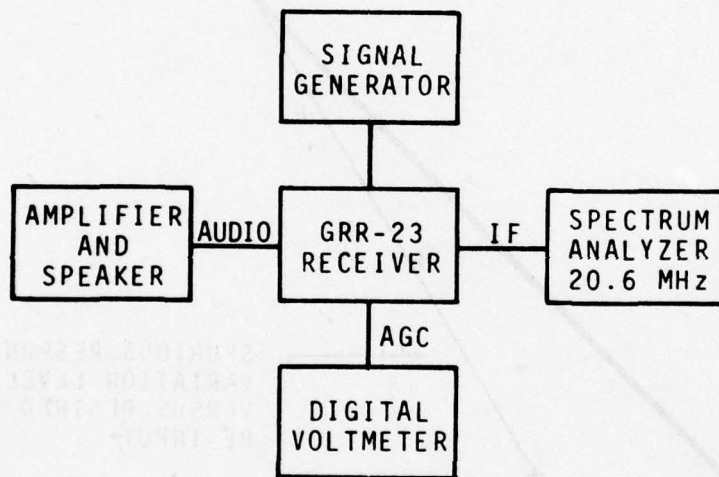 SIGNAL
GENERATOR
AMPLIFIER
AND
SPEAKER
AUDIO
GRR-23
RECEIVER
IF
SPECTRUM
ANALYZER
20.6 MHz
AGC
DIGITAL
VOLTMETER